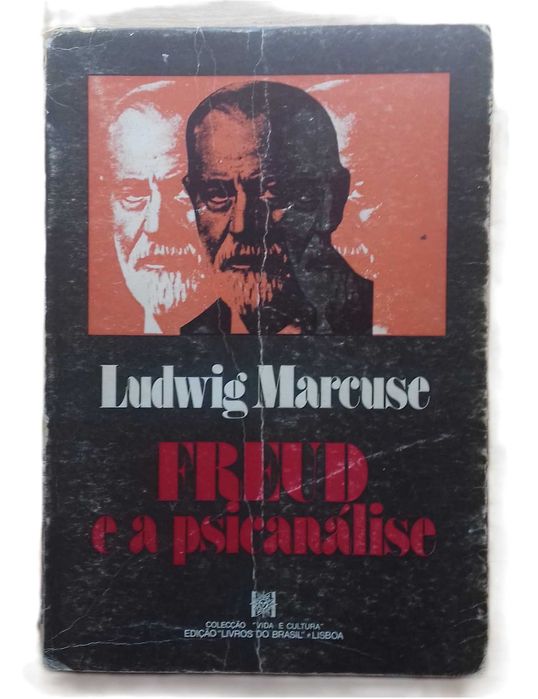 Ludwig Marcuse
FREUD
e a psicanálise
COLECÇÃO "VIDA E CULTURA"
EDIÇÃO "LIVROS DO BRASIL" • LISBOA